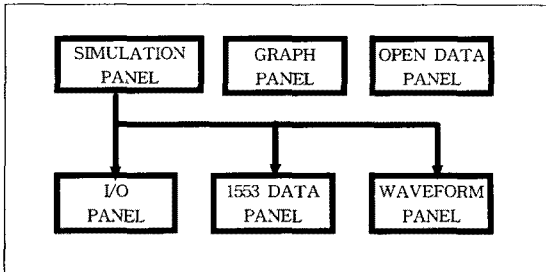 SIMULATION
PANEL
GRAPH
PANEL
OPEN DATA
PANEL
I/O
PANEL
1553 DATA
PANEL
WAVEFORM
PANEL